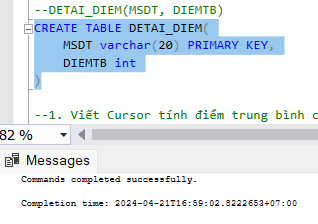 --DETAI_DIEM(MSDT, DIEMTB)
CREATE TABLE DETAI_DIEM(
MSDT varchar(20) PRIMARY KEY,
DIEMTB int
)
--1. Viết Cursor tính điểm trung bình c
82 %
Messages
Commands completed successfully.
Completion time: 2024-04-21T16:59:02.8222653+07:00